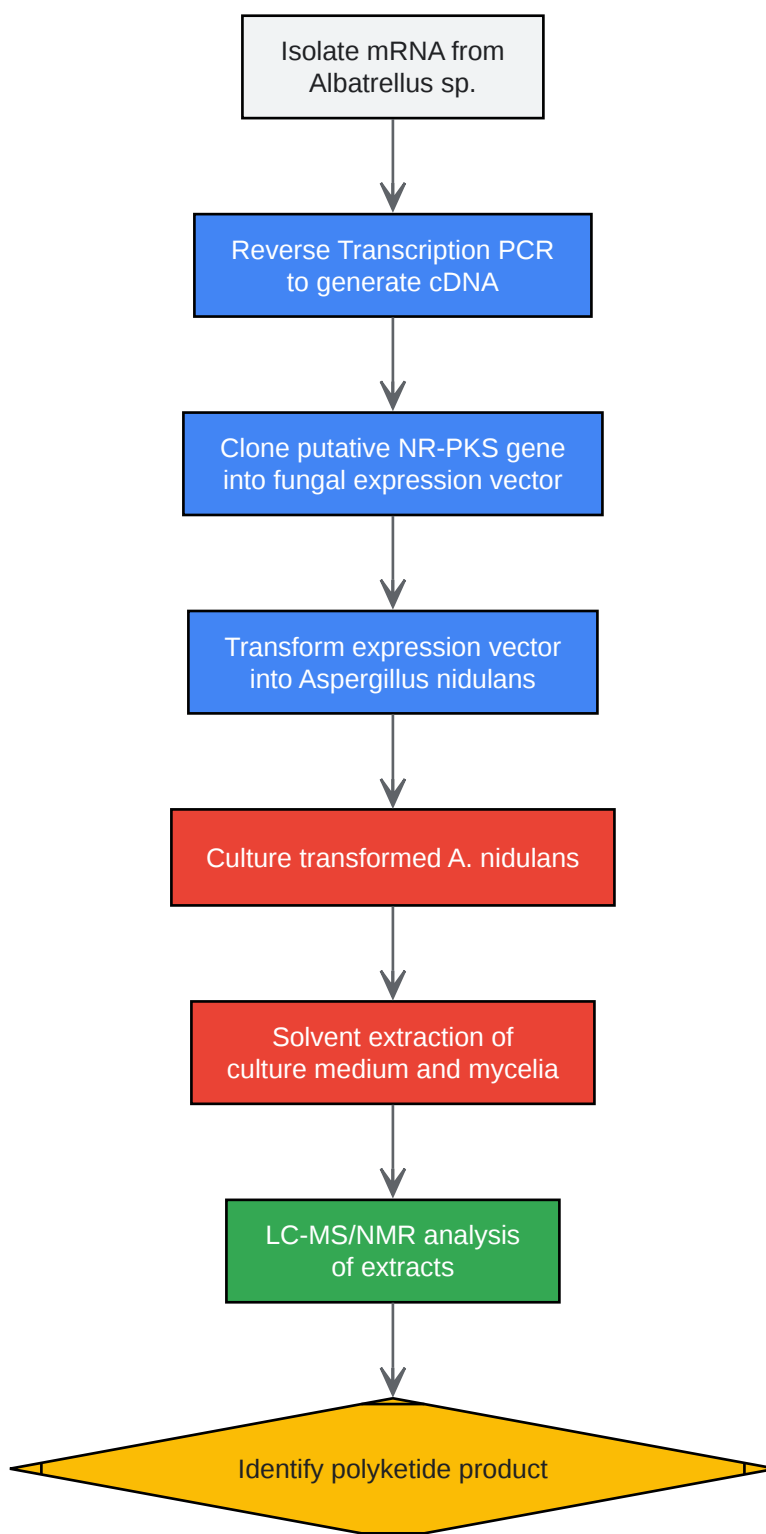 Isolate mRNA from
Albatrellus sp.
Reverse Transcription PCR
to generate cDNA
Clone putative NR-PKS gene
into fungal expression vector
Transform expression vector
into Aspergillus nidulans
Culture transformed A. nidulans
Solvent extraction of
culture medium and mycelia
LC-MS/NMR analysis
of extracts
Identify polyketide product